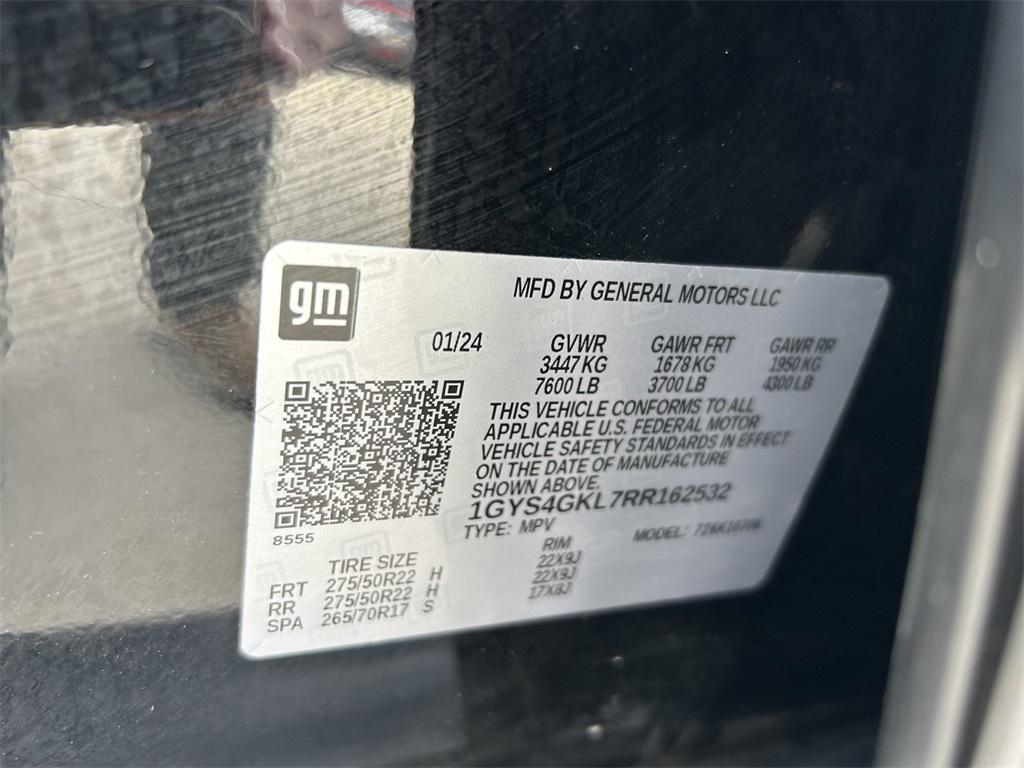 gm
MFD BY GENERAL MOTORS LLC
01/24
GVWR GAWR FRT GAWR RR
3447 KG 1678 KG 1950 KG
7600 LB 3700 LB 4300 LB
THIS VEHICLE CONFORMS TO ALL
APPLICABLE U.S. FEDERAL MOTOR
VEHICLE SAFETY STANDARDS IN EFFECT
ON THE DATE OF MANUFACTURE
SHOWN ABOVE.
1GYS4GKL7RR162532
TYPE: MPV MODEL:
8555
TIRE SIZE RIM
FRT 275/50R22 H 22X9J
RR 275/50R22 H 22X9J
SPA 265/70R17 S 17X8J